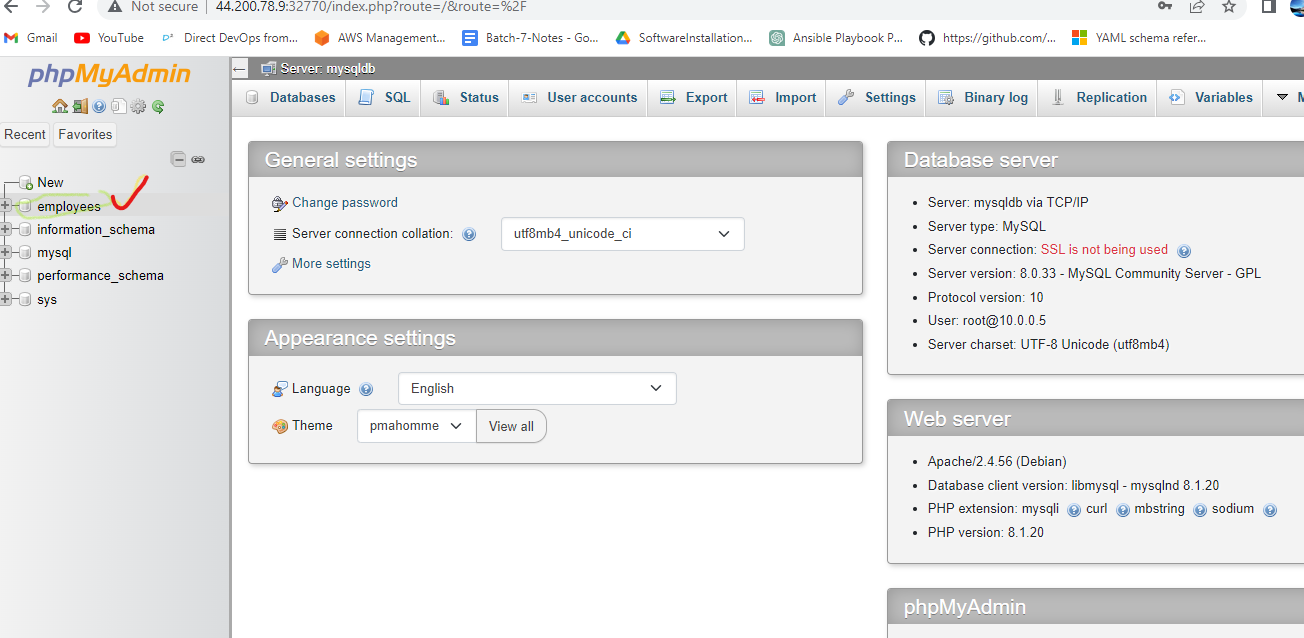 Not secure
44.200.78.9:32770/index.php?route=/&route=%2F
Gmail
YouTube
Direct DevOps from...
AWS Management...
Batch-7-Notes - Go...
SoftwareInstallation...
Ansible Playbook P...
https://github.com/...
YAML schema refer...
phpMyAdmin
Recent
Favorites
New
employees
information_schema
mysql
performance_schema
sys
Server: mysqldb
Databases
SQL
Status
User accounts
Export
Import
Settings
Binary log
Replication
Variables
General settings
Change password
Server connection collation:
utf8mb4_unicode_ci
More settings
Appearance settings
Language
English
Theme
pmahomme
View all
Database server
Server: mysqldb via TCP/IP
Server type: MySQL
Server connection: SSL is not being used
Server version: 8.0.33 - MySQL Community Server - GPL
Protocol version: 10
User: root@10.0.0.5
Server charset: UTF-8 Unicode (utf8mb4)
Web server
Apache/2.4.56 (Debian)
Database client version: libmysql - mysqlnd 8.1.20
PHP extension: mysqli curl mbstring sodium
PHP version: 8.1.20
phpMyAdmin